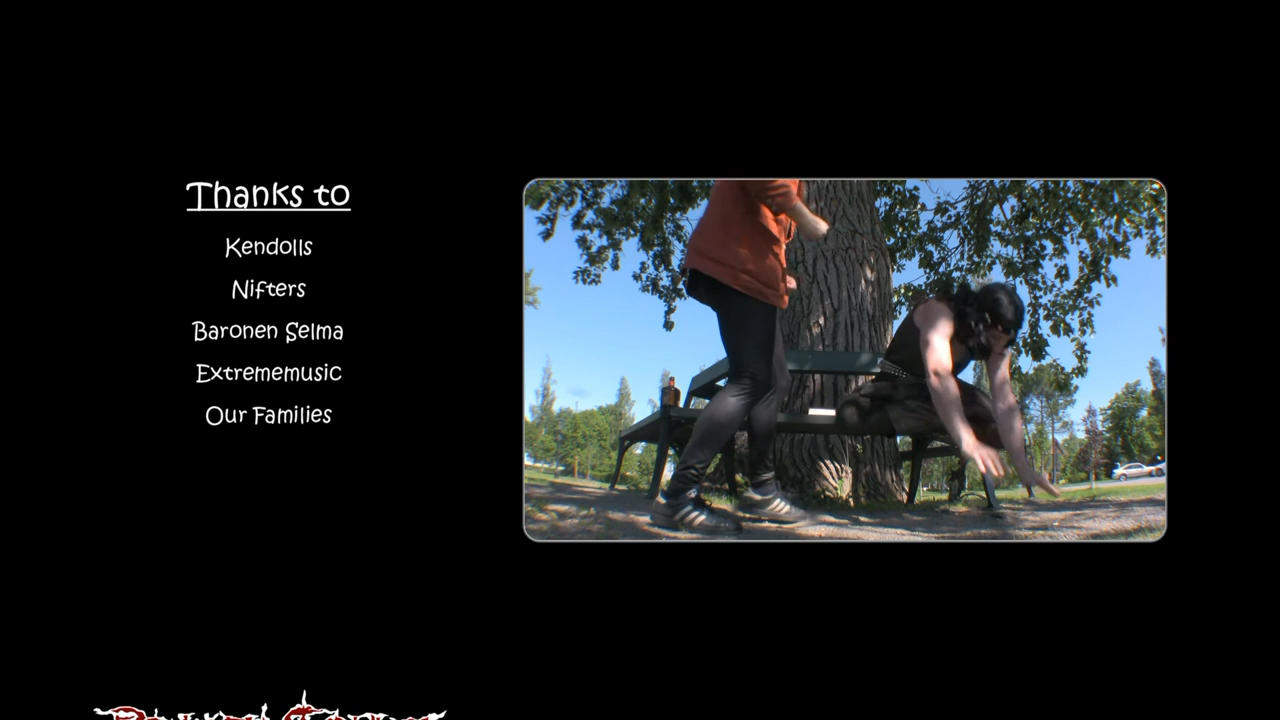 Thanks to
Kendolls
Nifters
Baronen Selma
Extrememusic
Our Families